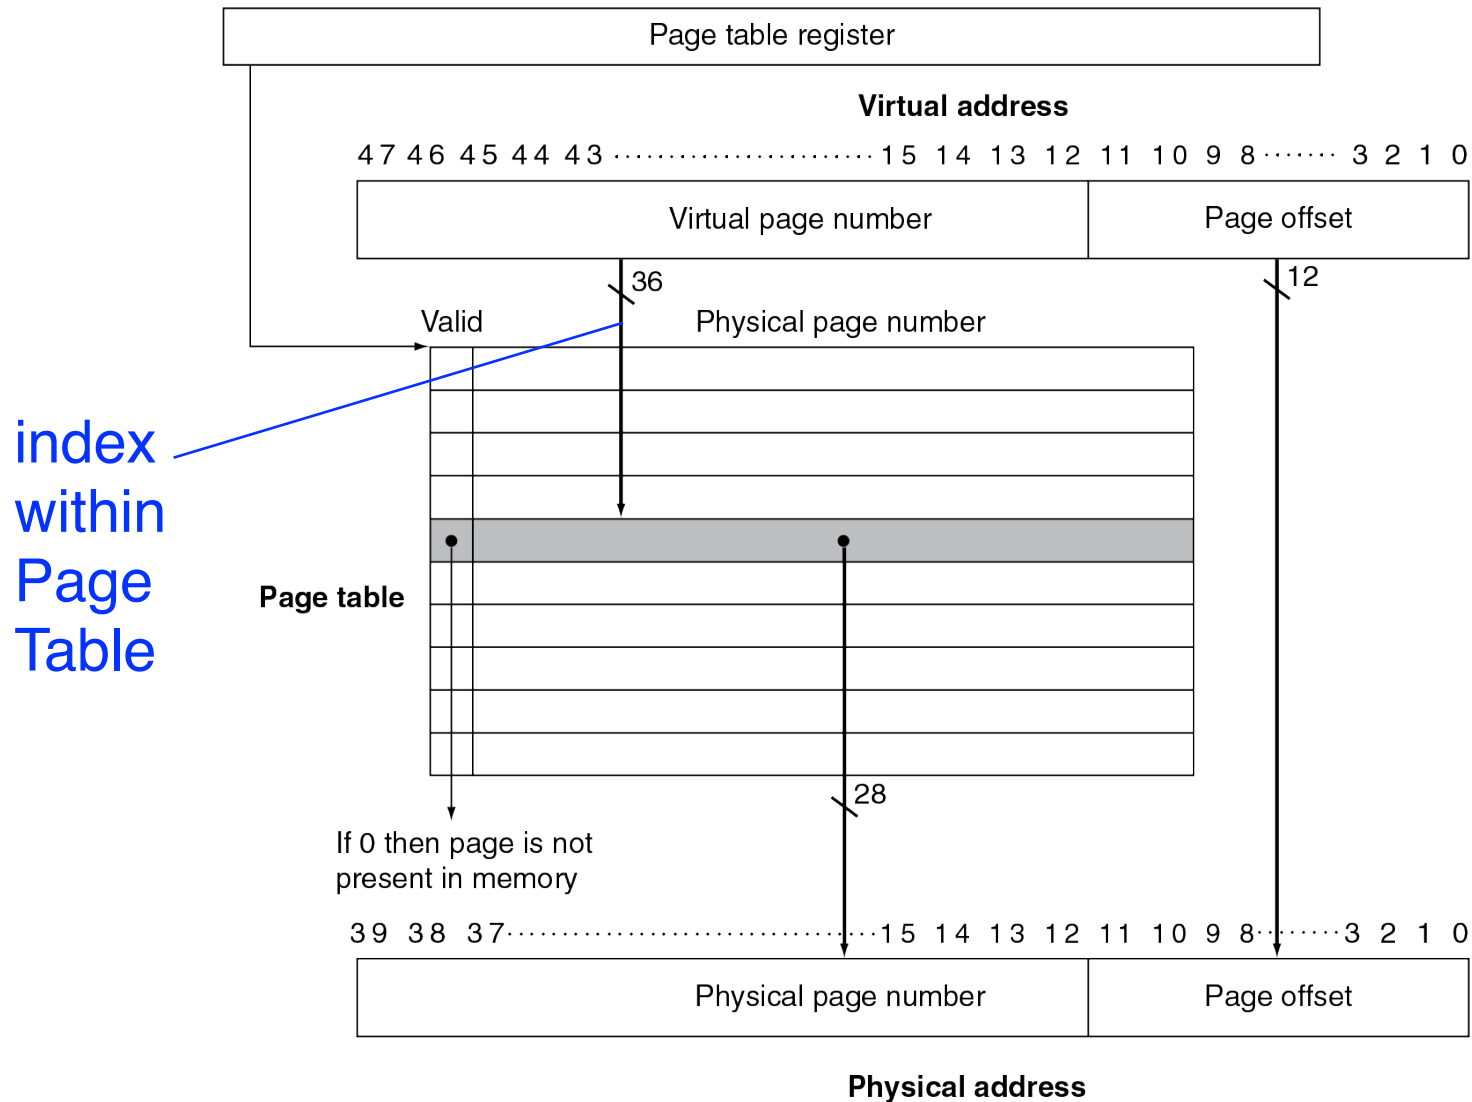 Page table register
Virtual address
47 46 45 44 43 ........................ 15 14 13 12 11 10 9 8 ....... 3 2 1 0
Virtual page number Page offset
36 12
Valid Physical page number
index
within
Page
Table
Page table
28
If 0 then page is not
present in memory
39 38 37 .................................. 15 14 13 12 11 10 9 8 ........ 3 2 1 0
Physical page number Page offset
Physical address